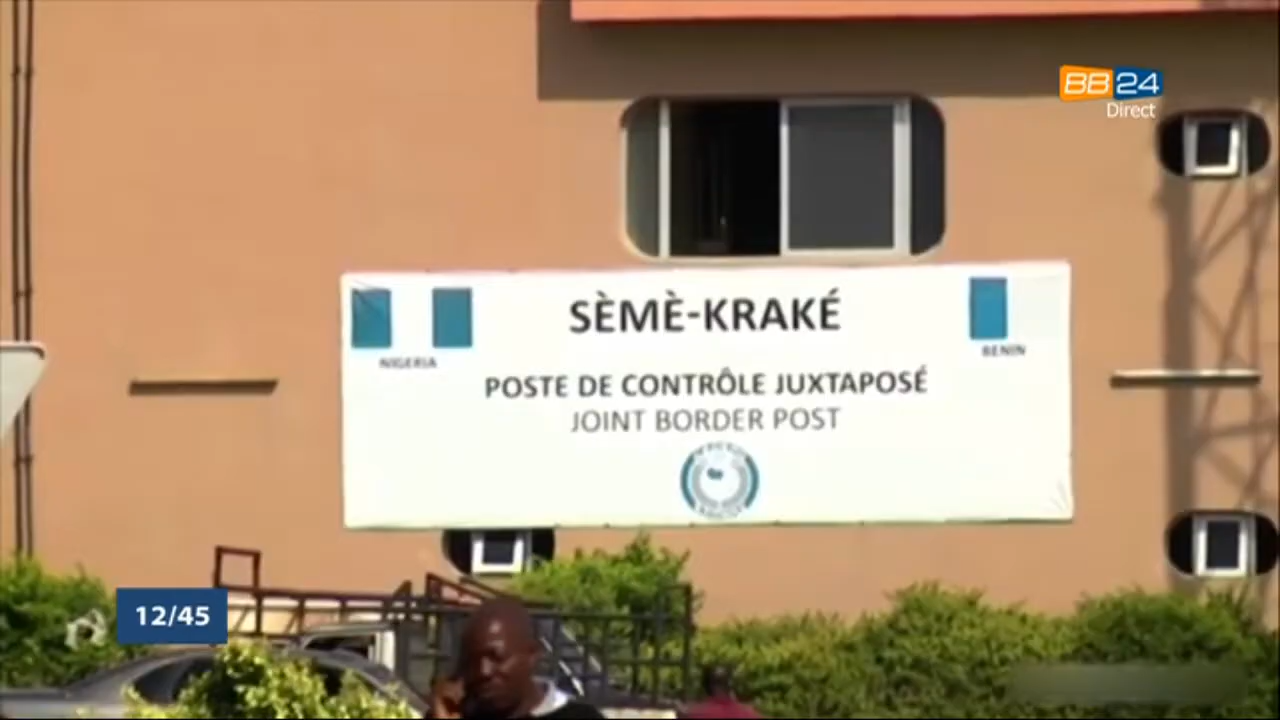 BB24
Direct
SÈMÈ-KRAKÉ
NIGERIA
BENIN
POSTE DE CONTRÔLE JUXTAPOSÉ
JOINT BORDER POST
12/45